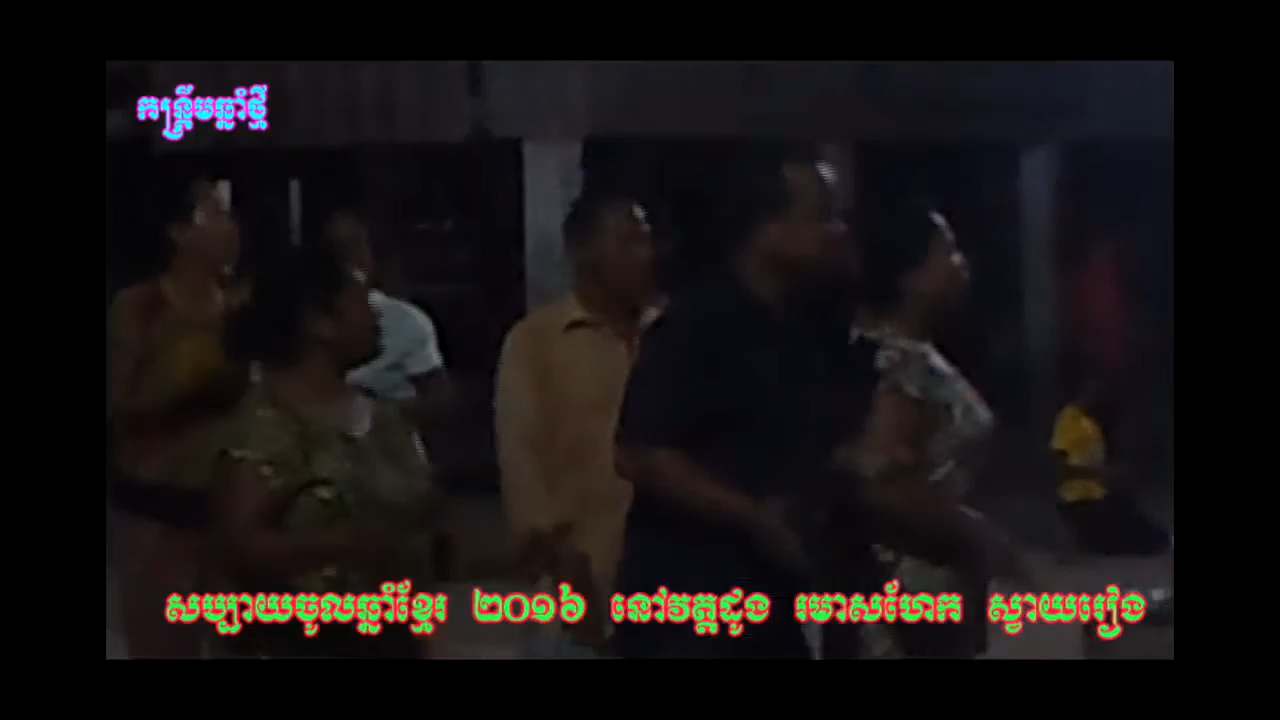 កន្ទ្រឹមឆ្នាំថ្មី
សប្បាយចូលឆ្នាំខ្មែរ ២០១៦ នៅវត្តដូង រមាសហែក ស្វាយរៀង